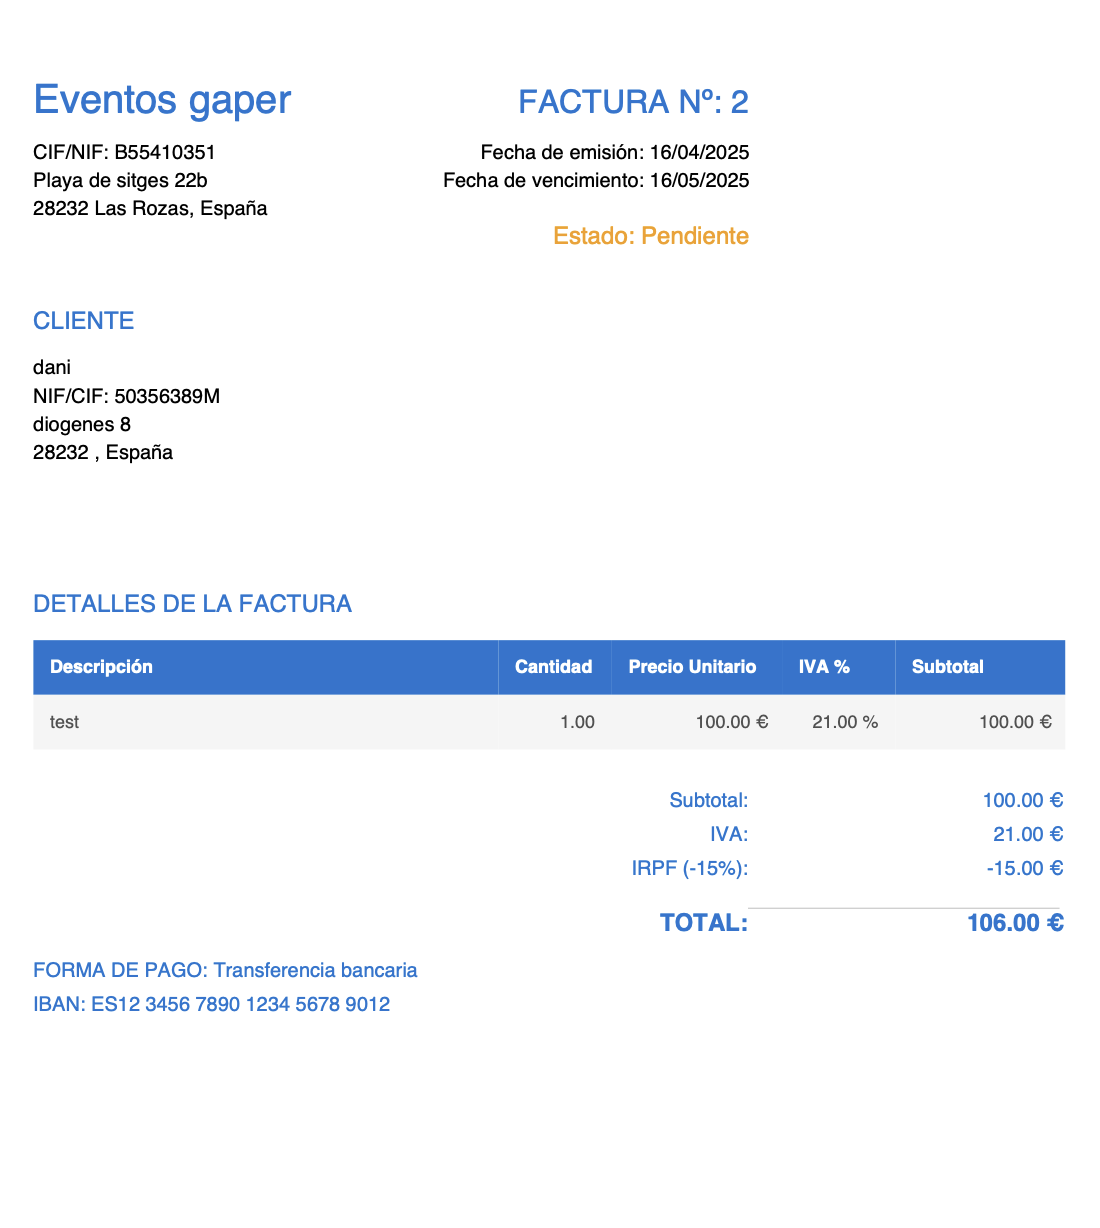 Eventos gaper
CIF/NIF: B55410351
Playa de sitges 22b
28232 Las Rozas, España
FACTURA Nº: 2
Fecha de emisión: 16/04/2025
Fecha de vencimiento: 16/05/2025
Estado: Pendiente
CLIENTE
dani
NIF/CIF: 50356389M
diogenes 8
28232 , España
DETALLES DE LA FACTURA
Descripción Cantidad Precio Unitario IVA % Subtotal
test 1.00 100.00 € 21.00 % 100.00 €
Subtotal: 100.00 €
IVA: 21.00 €
IRPF (-15%): -15.00 €
TOTAL: 106.00 €
FORMA DE PAGO: Transferencia bancaria
IBAN: ES12 3456 7890 1234 5678 9012